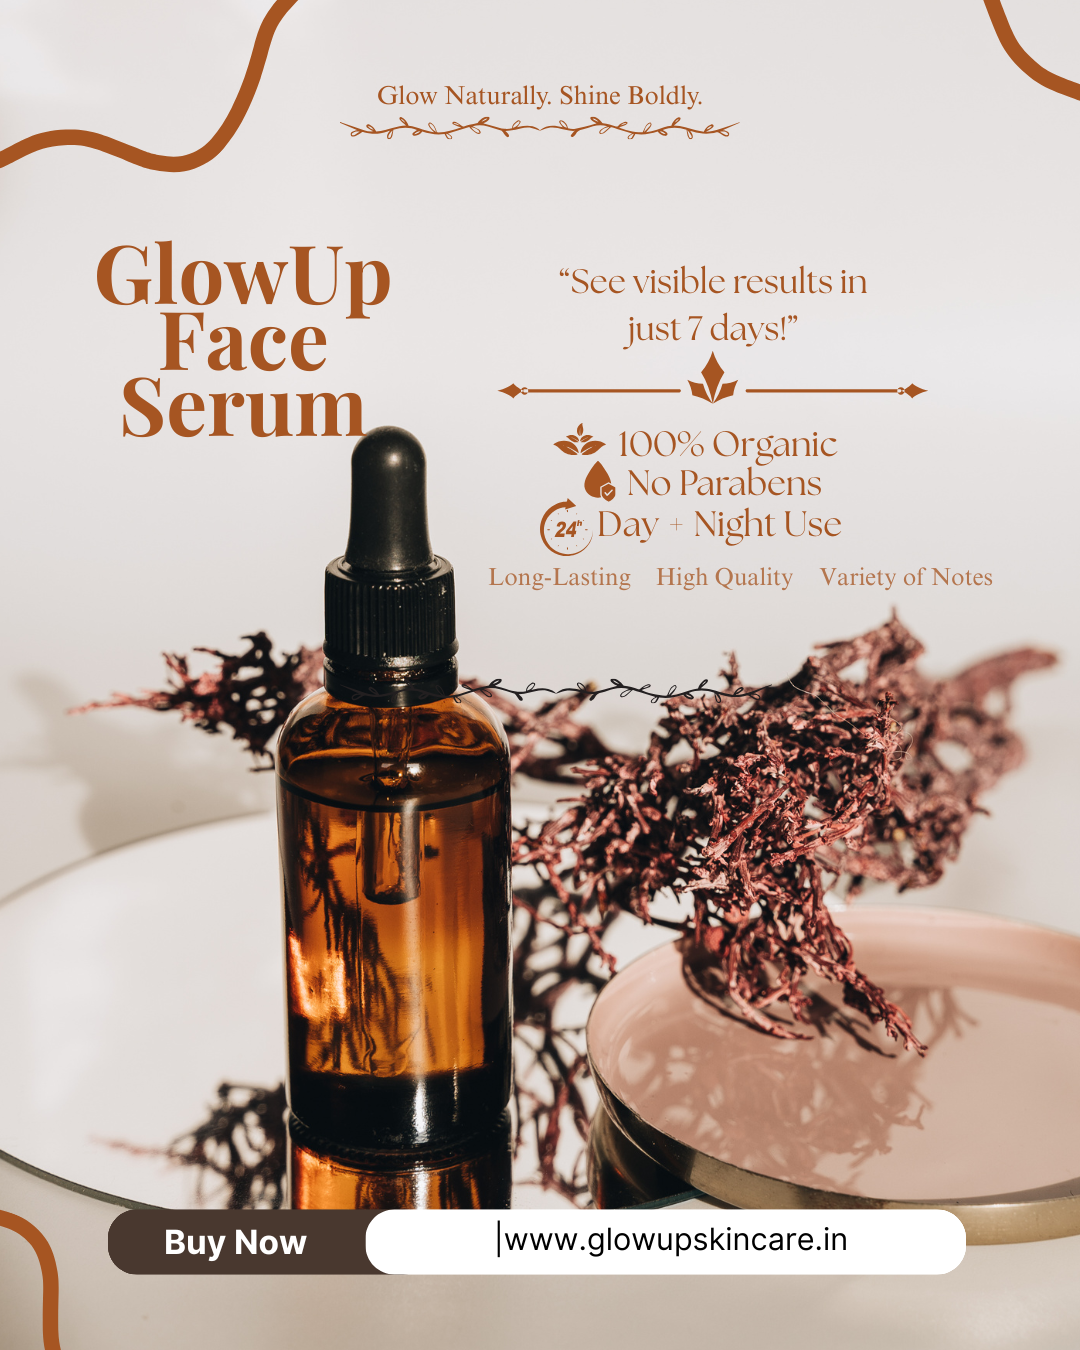 Glow Naturally. Shine Boldly.
GlowUp
Face
Serum
“See visible results in
just 7 days!”
100% Organic
No Parabens
24h Day + Night Use
Long-Lasting High Quality Variety of Notes
Buy Now |www.glowupskincare.in